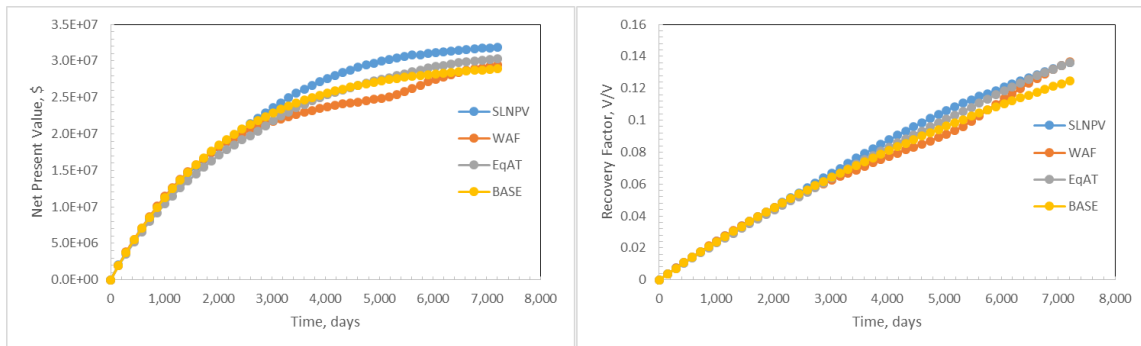 3.5E+07
3.0E+07
2.5E+07
2.0E+07
1.5E+07
1.0E+07
5.0E+06
0.0E+00
Net Present Value, $
0 1,000 2,000 3,000 4,000 5,000 6,000 7,000 8,000
Time, days
SLNPV
WAF
EqAT
BASE
0.16
0.14
0.12
0.1
0.08
0.06
0.04
0.02
0
Recovery Factor, V/V
0 1,000 2,000 3,000 4,000 5,000 6,000 7,000 8,000
Time, days
SLNPV
WAF
EqAT
BASE